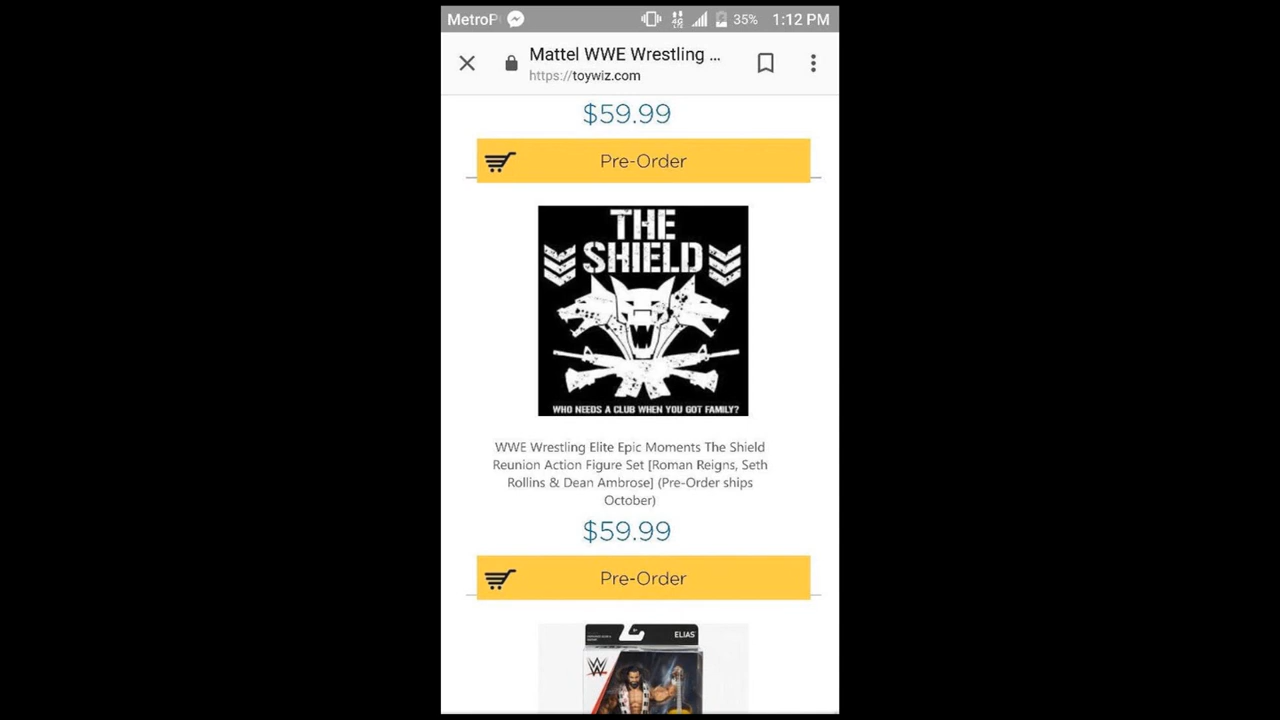 MetroP
35% 1:12 PM
Mattel WWE Wrestling ...
https://toywiz.com
$59.99
Pre-Order
THE
SHIELD
WHO NEEDS A CLUB WHEN YOU GOT FAMILY?
WWE Wrestling Elite Epic Moments The Shield
Reunion Action Figure Set [Roman Reigns, Seth
Rollins & Dean Ambrose] (Pre-Order ships
October)
$59.99
Pre-Order
ELIAS